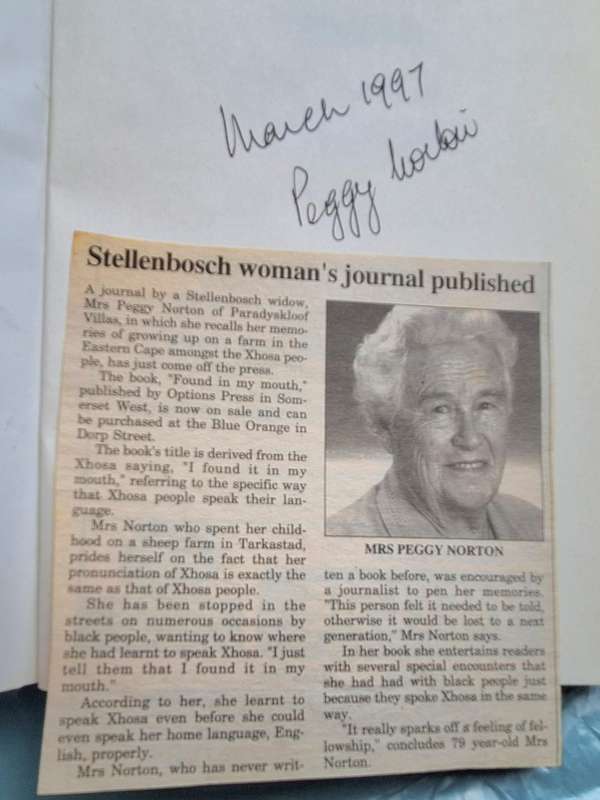 March 1997
Peggy Norton
Stellenbosch woman's journal published
A journal by a Stellenbosch widow,
Mrs Peggy Norton of Paradyskloof
Villas, in which she recalls her memo-
ries of growing up on a farm in the
Eastern Cape amongst the Xhosa peo-
ple, has just come off the press.
The book, "Found in my mouth,"
published by Options Press in Som-
erset West, is now on sale and can
be purchased at the Blue Orange in
Dorp Street.
The book's title is derived from the
Xhosa saying, "I found it in my
mouth," referring to the specific way
that Xhosa people speak their lan-
guage.
Mrs Norton who spent her child-
hood on a sheep farm in Tarkastad,
prides herself on the fact that her
pronunciation of Xhosa is exactly the
same as that of Xhosa people.
She has been stopped in the
streets on numerous occasions by
black people, wanting to know where
she had learnt to speak Xhosa. "I just
tell them that I found it in my
mouth."
According to her, she learnt to
speak Xhosa even before she could
even speak her home language, Eng-
lish, properly.
Mrs Norton, who has never writ-
MRS PEGGY NORTON
ten a book before, was encouraged by
a journalist to pen her memories.
"This person felt it needed to be told,
otherwise it would be lost to a next
generation," Mrs Norton says.
In her book she entertains readers
with several special encounters that
she had had with black people just
because they spoke Xhosa in the same
way.
"It really sparks off a feeling of fel-
lowship," concludes 79 year-old Mrs
Norton.